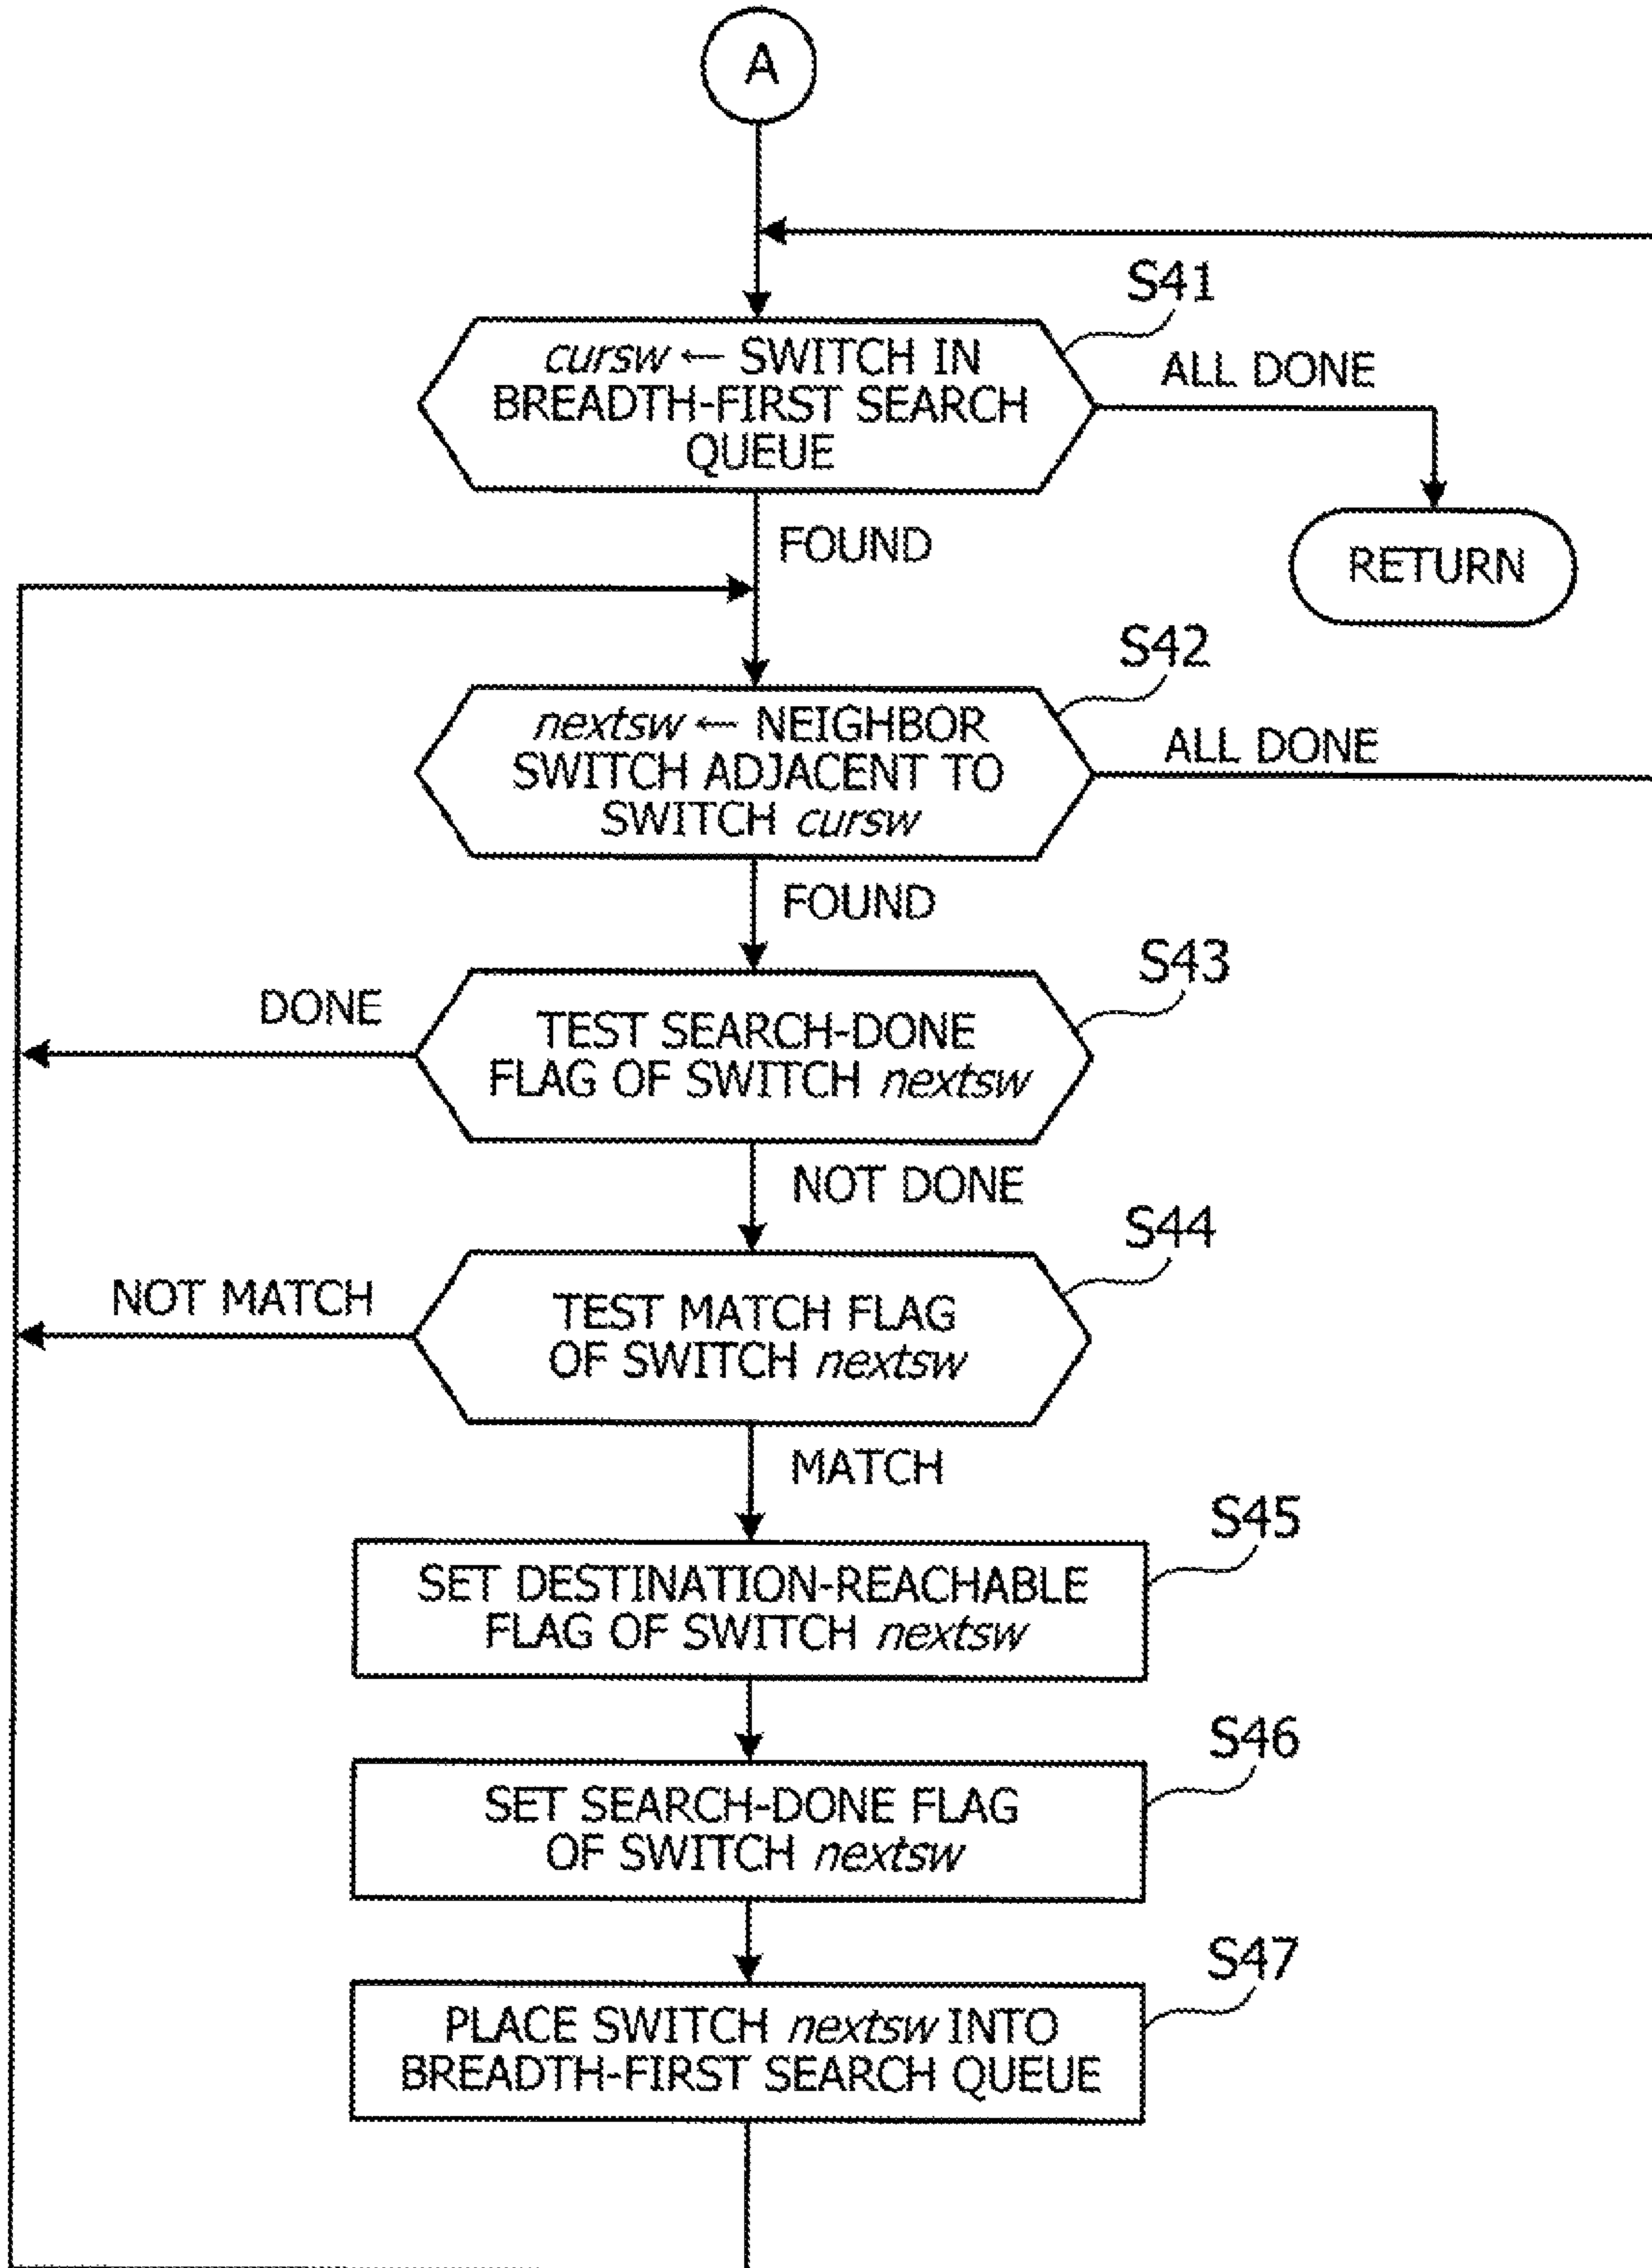 A
S41
cursw ← SWITCH IN
BREADTH-FIRST SEARCH
QUEUE
ALL DONE
FOUND
RETURN
S42
nextsw ← NEIGHBOR
SWITCH ADJACENT TO
SWITCH cursw
ALL DONE
FOUND
S43
DONE
TEST SEARCH-DONE
FLAG OF SWITCH nextsw
NOT DONE
S44
NOT MATCH
TEST MATCH FLAG
OF SWITCH nextsw
MATCH
S45
SET DESTINATION-REACHABLE
FLAG OF SWITCH nextsw
S46
SET SEARCH-DONE FLAG
OF SWITCH nextsw
S47
PLACE SWITCH nextsw INTO
BREADTH-FIRST SEARCH QUEUE